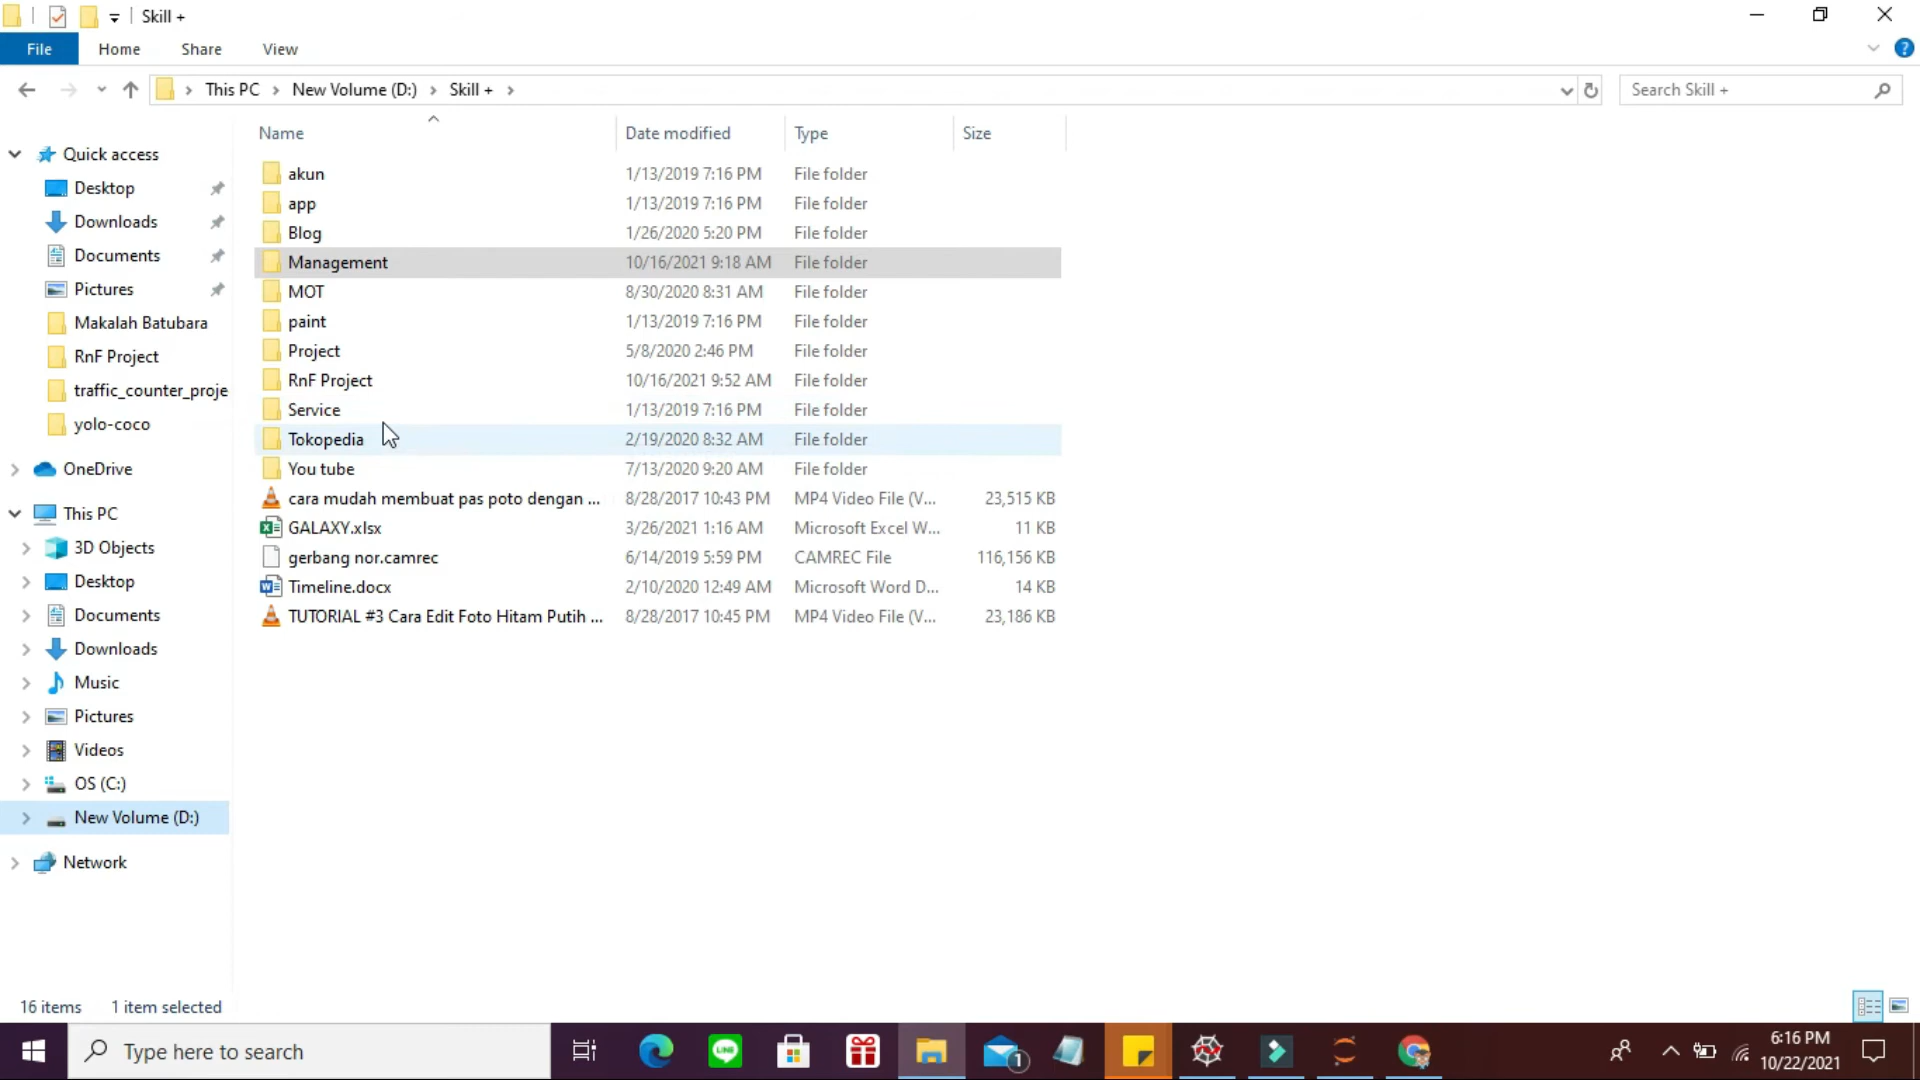 Skill +
File Home Share View
This PC New Volume (D:) Skill + Search Skill +
Name Date modified Type Size
Quick access
Desktop
Downloads
Documents
Pictures
Makalah Batubara
RnF Project
traffic_counter_proje
yolo-coco
OneDrive
This PC
3D Objects
Desktop
Documents
Downloads
Music
Pictures
Videos
OS (C:)
New Volume (D:)
Network
akun 1/13/2019 7:16 PM File folder
app 1/13/2019 7:16 PM File folder
Blog 1/26/2020 5:20 PM File folder
Management 10/16/2021 9:18 AM File folder
MOT 8/30/2020 8:31 AM File folder
paint 1/13/2019 7:16 PM File folder
Project 5/8/2020 2:46 PM File folder
RnF Project 10/16/2021 9:52 AM File folder
Service 1/13/2019 7:16 PM File folder
Tokopedia 2/19/2020 8:32 AM File folder
You tube 7/13/2020 9:20 AM File folder
cara mudah membuat pas poto dengan ... 8/28/2017 10:43 PM MP4 Video File (V... 23,515 KB
GALAXY.xlsx 3/26/2021 1:16 AM Microsoft Excel W... 11 KB
gerbang nor.camrec 6/14/2019 5:59 PM CAMREC File 116,156 KB
Timeline.docx 2/10/2020 12:49 AM Microsoft Word D... 14 KB
TUTORIAL #3 Cara Edit Foto Hitam Putih ... 8/28/2017 10:45 PM MP4 Video File (V... 23,186 KB
16 items 1 item selected
Type here to search
LINE
1
6:16 PM
10/22/2021